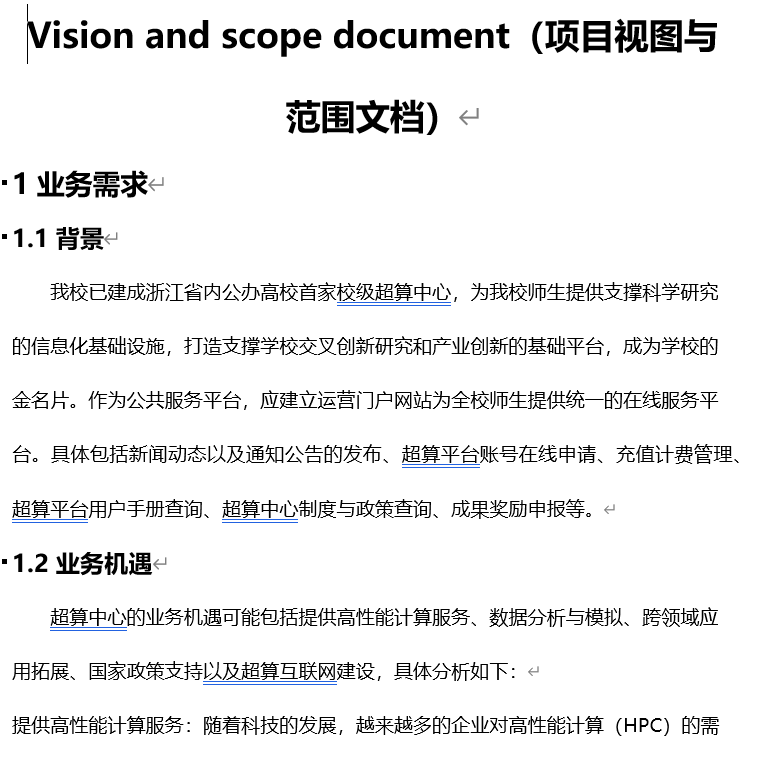 Vision and scope document（项目视图与
范围文档）
1 业务需求
1.1 背景
我校已建成浙江省内公办高校首家校级超算中心，为我校师生提供支撑科学研究
的信息化基础设施，打造支撑学校交叉创新研究和产业创新的基础平台，成为学校的
金名片。作为公共服务平台，应建立运营门户网站为全校师生提供统一的在线服务平
台。具体包括新闻动态以及通知公告的发布、超算平台账号在线申请、充值计费管理、
超算平台用户手册查询、超算中心制度与政策查询、成果奖励申报等。
1.2 业务机遇
超算中心的业务机遇可能包括提供高性能计算服务、数据分析与模拟、跨领域应
用拓展、国家政策支持以及超算互联网建设，具体分析如下：
提供高性能计算服务：随着科技的发展，越来越多的企业对高性能计算（HPC）的需